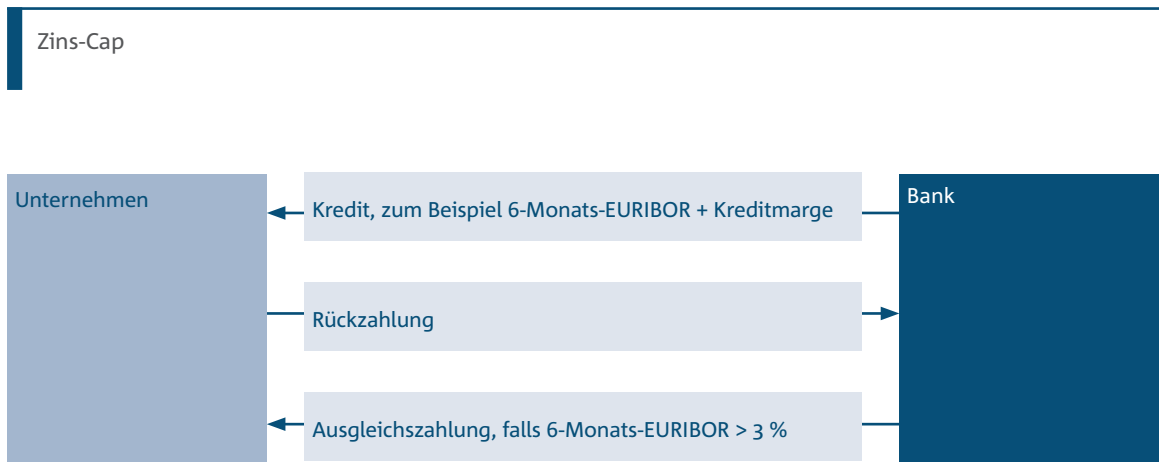 Zins-Cap
Unternehmen
Bank
Kredit, zum Beispiel 6-Monats-EURIBOR + Kreditmarge
Rückzahlung
Ausgleichszahlung, falls 6-Monats-EURIBOR > 3 %